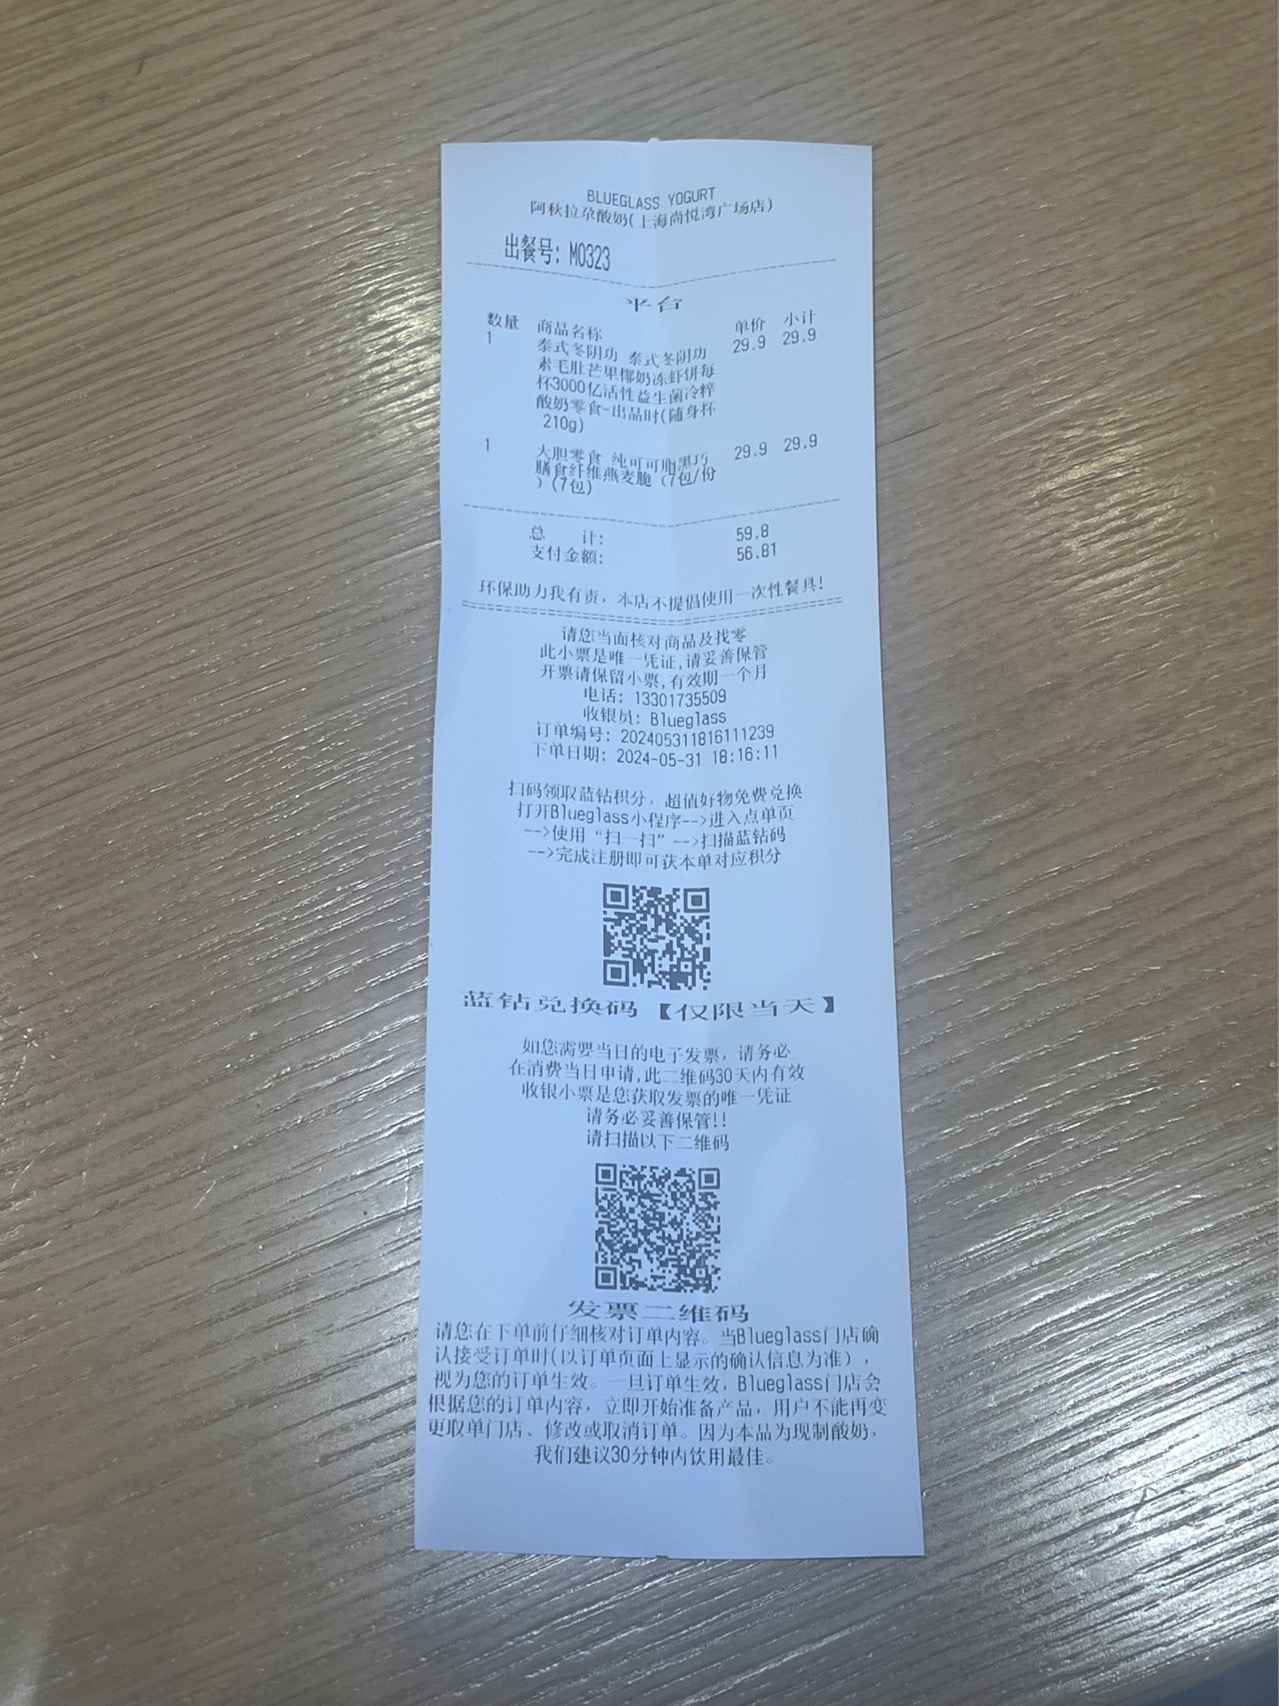 BLUEGLASS YOGURT
阿秋拉尕酸奶(上海尚悦湾广场店)
出餐号: M0323
平台
数量 商品名称 单价 小计
1 泰式冬阴功 泰式冬阴功 29.9 29.9
素毛肚芒果椰奶冻虾饼每
杯3000亿活性益生菌冷粹
酸奶零食-出品时(随身杯
210g)
1 大胆零食 纯可可脂黑巧 29.9 29.9
膳食纤维燕麦脆 (7包/份
) (7包)
总 计: 59.8
支付金额: 56.81
环保助力我有责，本店不提倡使用一次性餐具!
请您当面核对商品及找零
此小票是唯一凭证,请妥善保管
开票请保留小票,有效期一个月
电话: 13301735509
收银员: Blueglass
订单编号: 202405311816111239
下单日期: 2024-05-31 18:16:11
扫码领取蓝钻积分，超值好物免费兑换
打开Blueglass小程序-->进入点单页
-->使用“扫一扫”-->扫描蓝钻码
-->完成注册即可获本单对应积分
蓝钻兑换码【仅限当天】
如您需要当日的电子发票，请务必
在消费当日申请,此二维码30天内有效
收银小票是您获取发票的唯一凭证
请务必妥善保管!!
请扫描以下二维码
发票二维码
请您在下单前仔细核对订单内容。当Blueglass门店确
认接受订单时(以订单页面上显示的确认信息为准)，
视为您的订单生效。一旦订单生效，Blueglass门店会
根据您的订单内容，立即开始准备产品，用户不能再变
更取单门店、修改或取消订单。因为本品为现制酸奶，
我们建议30分钟内饮用最佳。